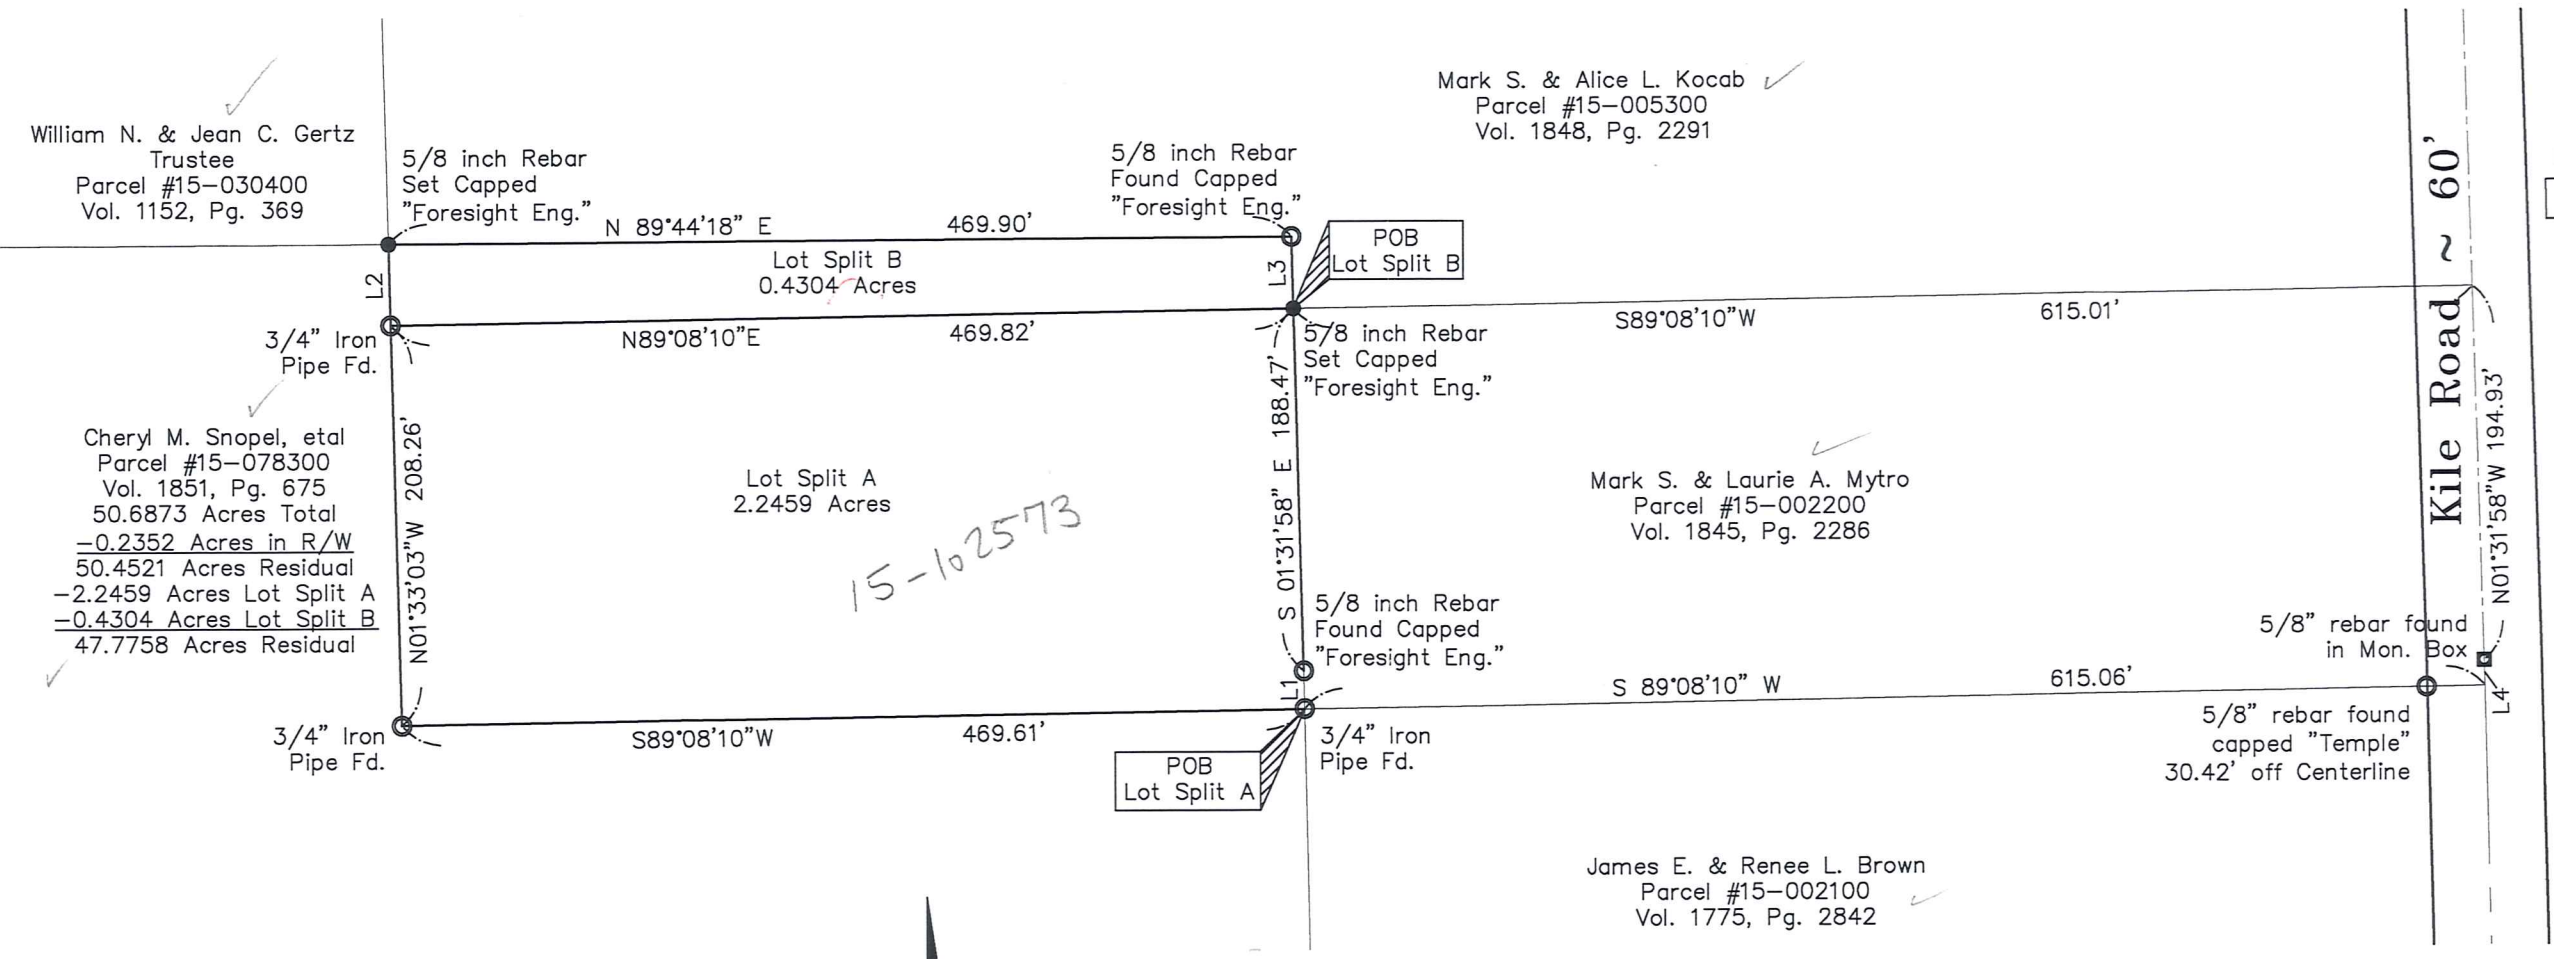 William N. & Jean C. Gertz
Trustee
Parcel #15-030400
Vol. 1152, Pg. 369
5/8 inch Rebar
Set Capped
"Foresight Eng."
5/8 inch Rebar
Found Capped
"Foresight Eng."
Mark S. & Alice L. Kocab
Parcel #15-005300
Vol. 1848, Pg. 2291
N 89°44'18" E 469.90'
POB
Lot Split B
Lot Split B
0.4304 Acres
L2
L3
3/4" Iron
Pipe Fd.
N89°08'10"E 469.82'
5/8 inch Rebar
Set Capped
"Foresight Eng."
S89°08'10"W 615.01'
Kile Road ~ 60'
N01°31'58"W 194.93'
Cheryl M. Snopel, etal
Parcel #15-078300
Vol. 1851, Pg. 675
50.6873 Acres Total
-0.2352 Acres in R/W
50.4521 Acres Residual
-2.2459 Acres Lot Split A
-0.4304 Acres Lot Split B
47.7758 Acres Residual
N01°33'03"W 208.26'
Lot Split A
2.2459 Acres
15-102573
S 01°31'58" E 188.47'
Mark S. & Laurie A. Mytro
Parcel #15-002200
Vol. 1845, Pg. 2286
5/8 inch Rebar
Found Capped
"Foresight Eng."
5/8" rebar found
in Mon. Box
L1
S 89°08'10" W 615.06'
L4
3/4" Iron
Pipe Fd.
S89°08'10"W 469.61'
3/4" Iron
Pipe Fd.
POB
Lot Split A
5/8" rebar found
capped "Temple"
30.42' off Centerline
James E. & Renee L. Brown
Parcel #15-002100
Vol. 1775, Pg. 2842